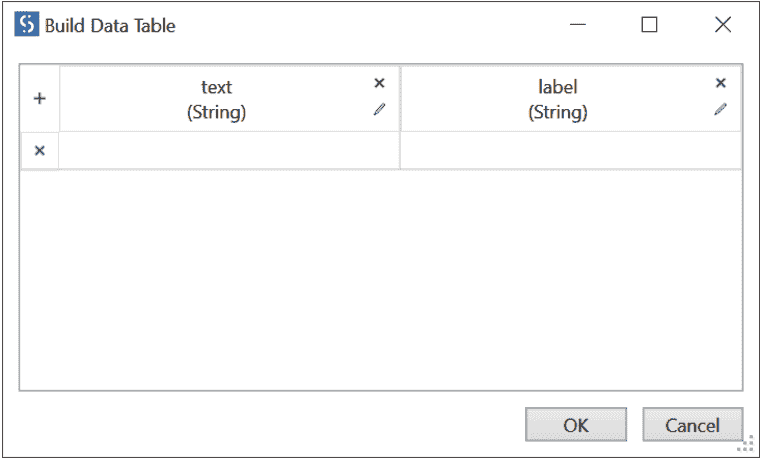 Build Data Table
text
(String)
label
(String)
OK
Cancel